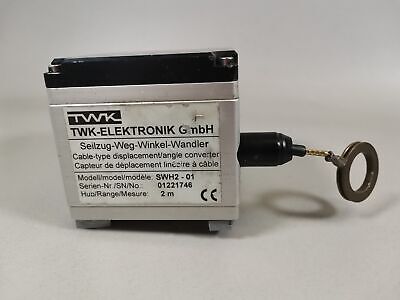 TWK
TWK-ELEKTRONIK GmbH
Seilzug-Weg-Winkel-Wandler
Cable-type displacement/angle converter
Capteur de déplacement linéaire à câble
Modell/model/modèle: SWH2 - 01
Serien-Nr./SN/No.: 01221746
Hub/Range/Mesure: 2 m
CE